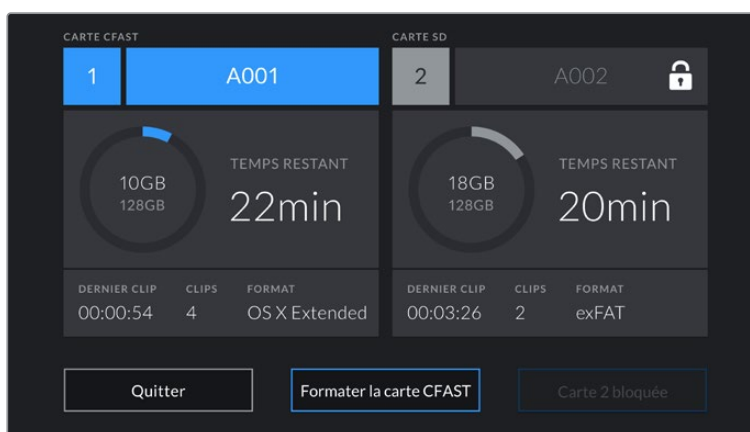 CARTE CFAST
1 A001
10GB
128GB
TEMPS RESTANT
22min
DERNIER CLIP CLIPS FORMAT
00:00:54 4 OS X Extended
CARTE SD
2 A002
18GB
128GB
TEMPS RESTANT
20min
DERNIER CLIP CLIPS FORMAT
00:03:26 2 exFAT
Quitter
Formater la carte CFAST
Carte 2 bloquée